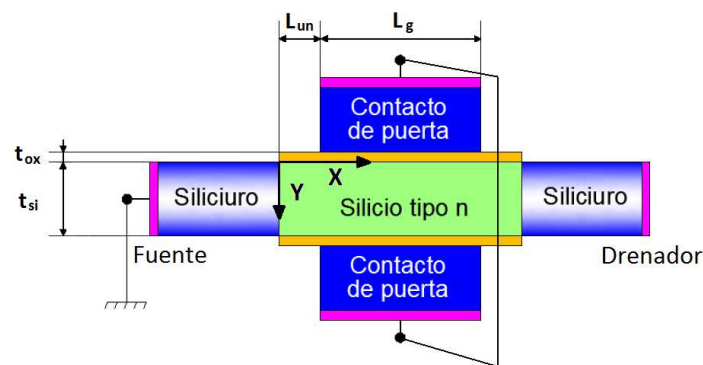 Lun
Lg
Contacto
de puerta
tox
X
tsi
Siliciuro
Y
Silicio tipo n
Siliciuro
Fuente
Drenador
Contacto
de puerta